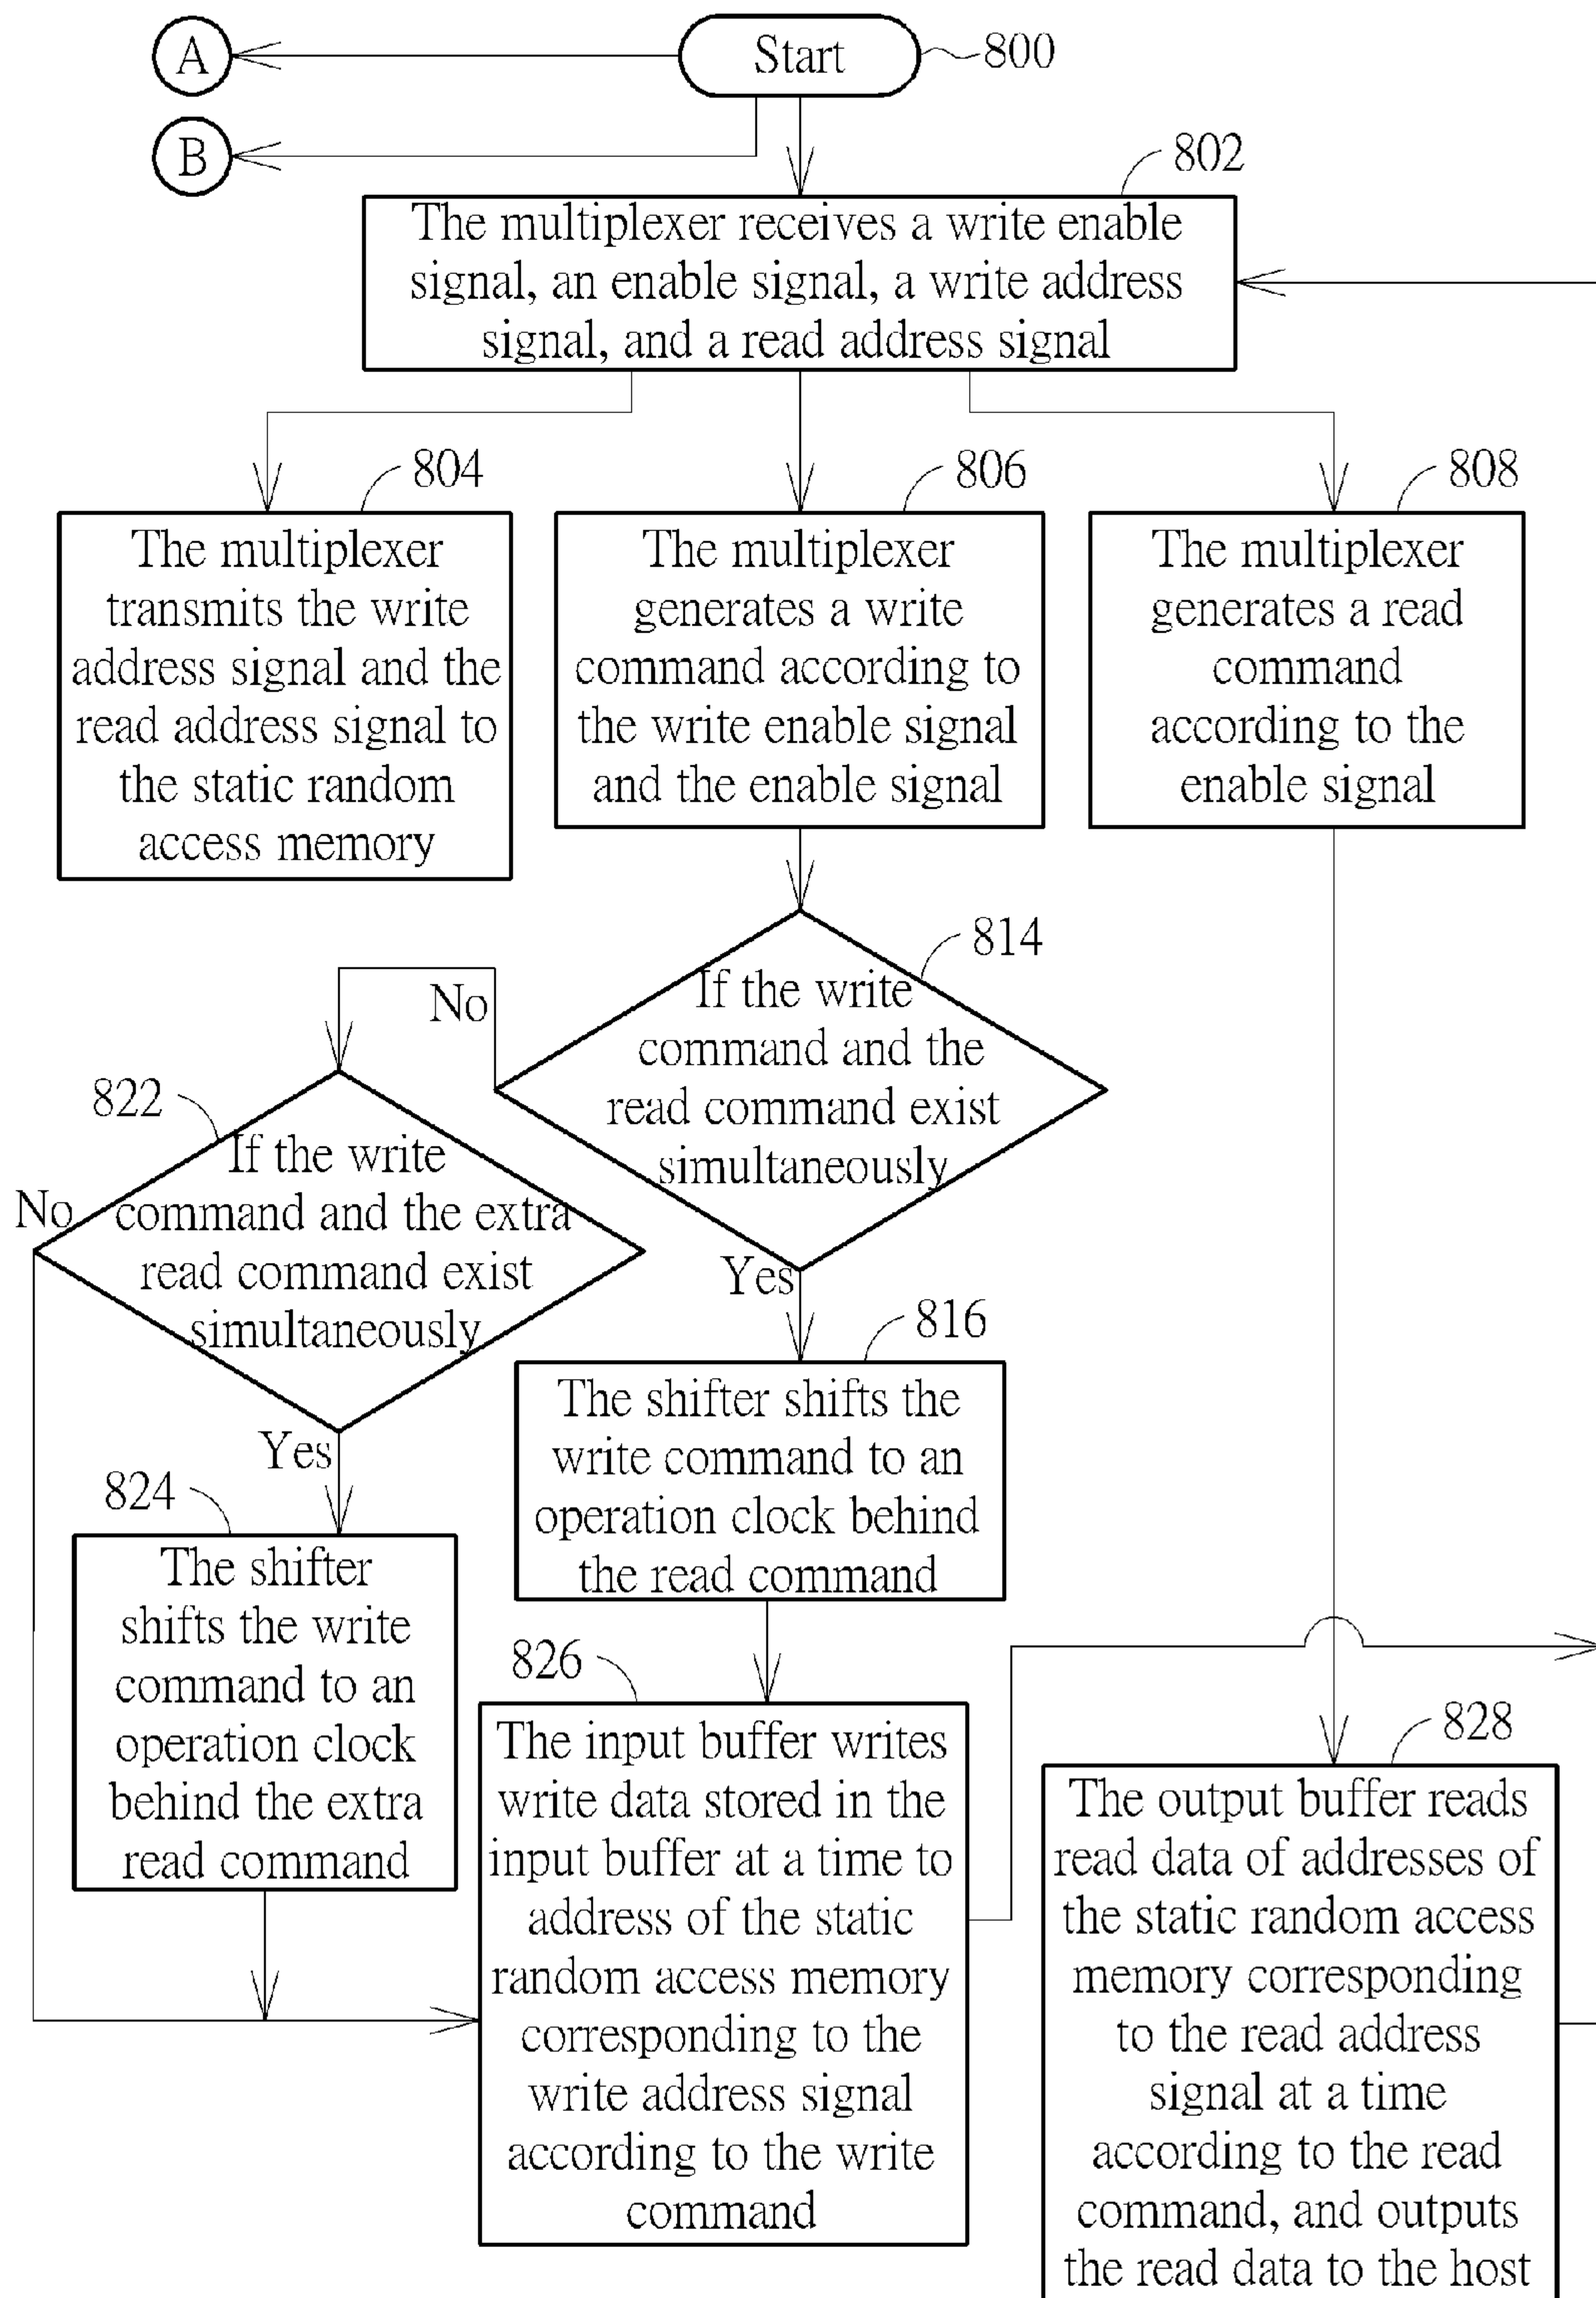 A
Start
800
B
802
The multiplexer receives a write enable
signal, an enable signal, a write address
signal, and a read address signal
804
The multiplexer
transmits the write
address signal and the
read address signal to
the static random
access memory
806
The multiplexer
generates a write
command according to
the write enable signal
and the enable signal
808
The multiplexer
generates a read
command
according to the
enable signal
814
If the write
command and the
read command exist
simultaneously
No
Yes
822
If the write
command and the extra
read command exist
simultaneously
No
Yes
816
The shifter shifts the
write command to an
operation clock behind
the read command
824
The shifter
shifts the write
command to an
operation clock
behind the extra
read command
826
The input buffer writes
write data stored in the
input buffer at a time to
address of the static
random access memory
corresponding to the
write address signal
according to the write
command
828
The output buffer reads
read data of addresses of
the static random access
memory corresponding
to the read address
signal at a time
according to the read
command, and outputs
the read data to the host